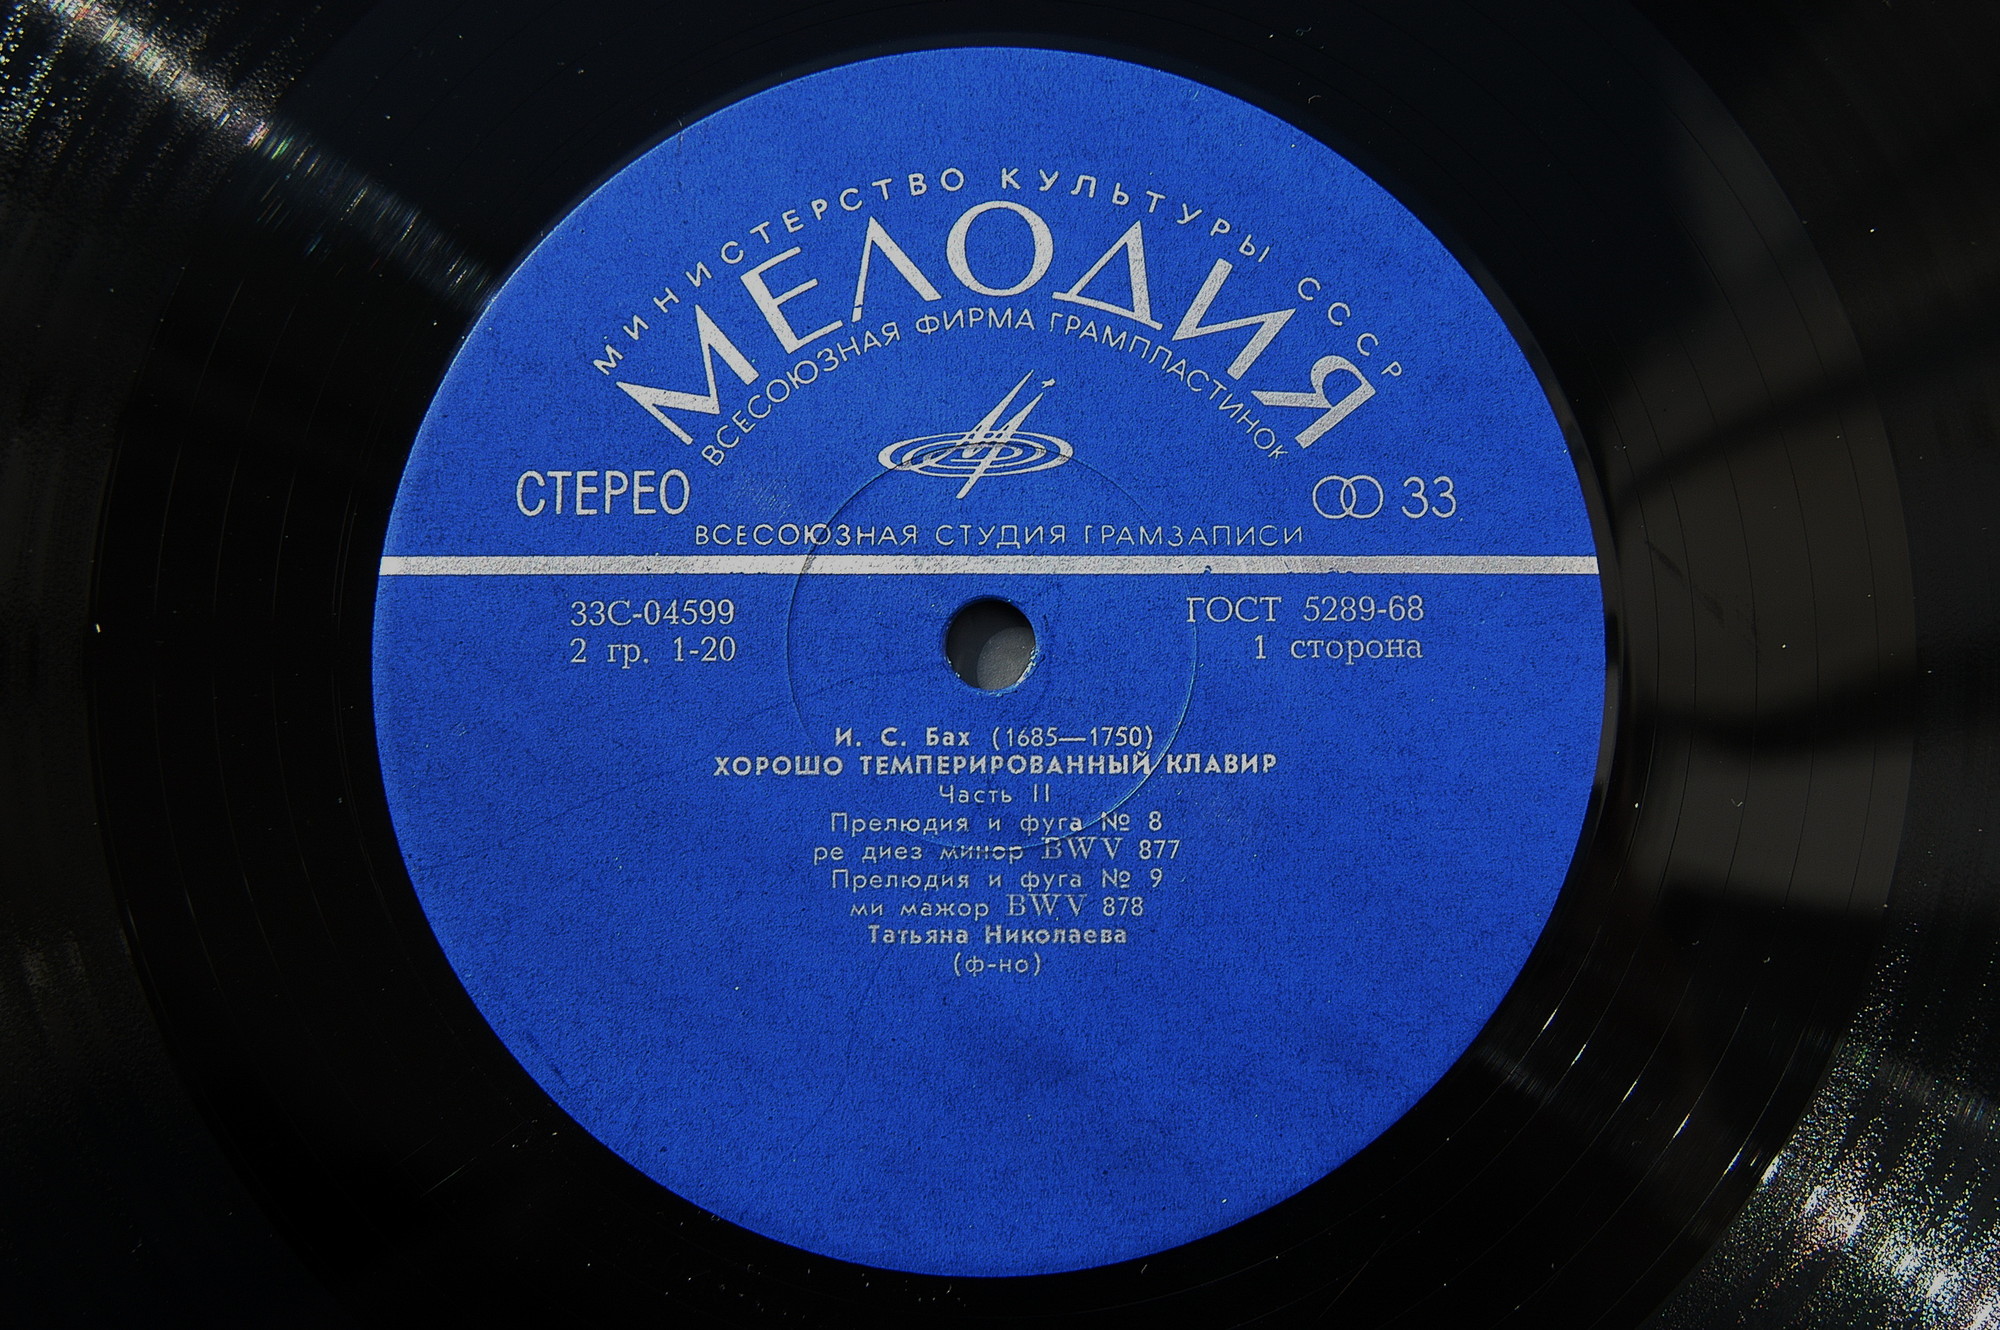 МИНИСТЕРСТВО КУЛЬТУРЫ СССР
МЕЛОДИЯ
ВСЕСОЮЗНАЯ ФИРМА ГРАМПЛАСТИНОК
СТЕРЕО
33
ВСЕСОЮЗНАЯ СТУДИЯ ГРАМЗАПИСИ
33С-04599
ГОСТ 5289-68
2 гр. 1-20
1 сторона
И. С. Бах (1685—1750)
ХОРОШО ТЕМПЕРИРОВАННЫЙ КЛАВИР
Часть II
Прелюдия и фуга № 8
ре диез минор BWV 877
Прелюдия и фуга № 9
ми мажор BWV 878
Татьяна Николаева
(ф-но)